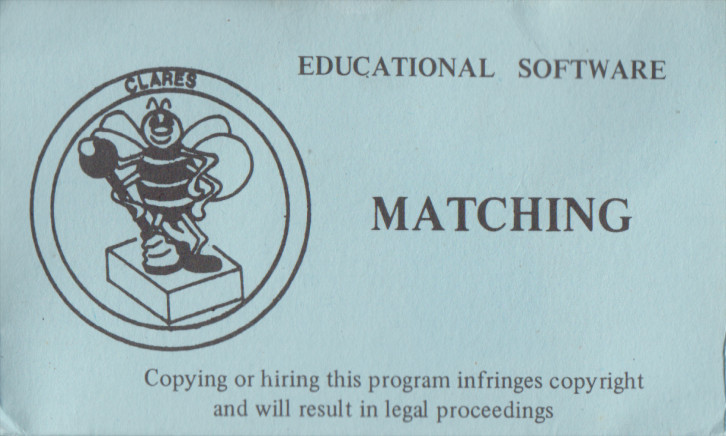 CLARES
EDUCATIONAL SOFTWARE
MATCHING
Copying or hiring this program infringes copyright
and will result in legal proceedings